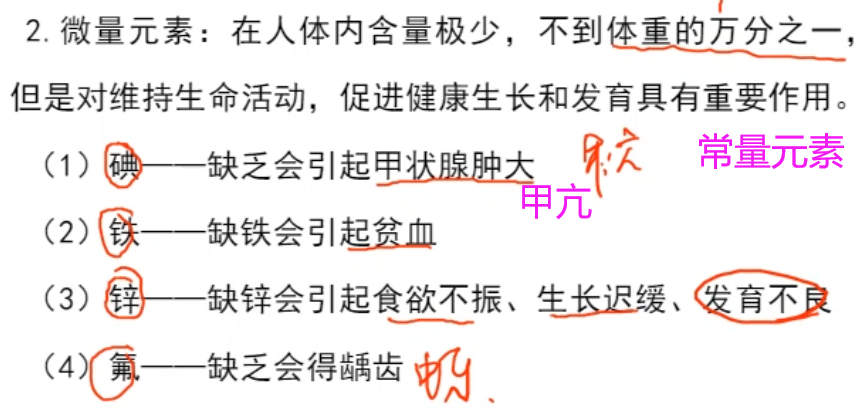 2.微量元素：在人体内含量极少，不到体重的万分之一，
但是对维持生命活动，促进健康生长和发育具有重要作用。
（1）碘——缺乏会引起甲状腺肿大
常量元素
甲亢
（2）铁——缺铁会引起贫血
（3）锌——缺锌会引起食欲不振、生长迟缓、发育不良
（4）氟——缺乏会得龋齿